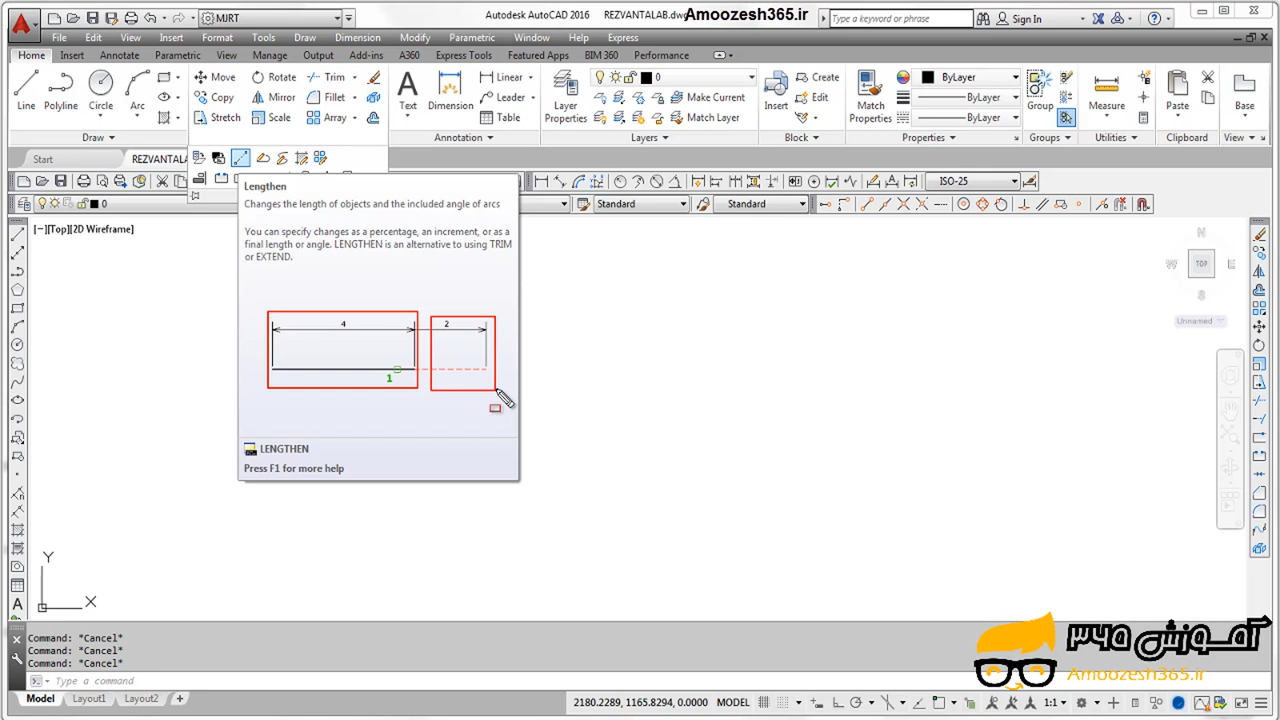 MJRT
Autodesk AutoCAD 2016 REZVANTALAB.dwg
Amoozesh365.ir
Type a keyword or phrase
Sign In
File Edit View Insert Format Tools Draw Dimension Modify Parametric Window Help Express
Home Insert Annotate Parametric View Manage Output Add-ins A360 Express Tools Featured Apps BIM 360 Performance
Move Rotate Trim
Linear
0
Create
ByLayer
Line Polyline Circle Arc
Copy Mirror Fillet
Text Dimension
Leader
Layer Properties
Make Current
Insert
Edit
Match Properties
ByLayer
Group
Measure
Paste
Base
Stretch Scale Array
Table
Match Layer
ByLayer
Draw
Annotation
Layers
Block
Properties
Groups
Utilities
Clipboard
View
Start
REZVANTALA
ISO-25
0
Standard
Standard
Lengthen
Changes the length of objects and the included angle of arcs
You can specify changes as a percentage, an increment, or as a
final length or angle. LENGTHEN is an alternative to using TRIM
or EXTEND.
4 2
1
LENGTHEN
Press F1 for more help
[−][Top][2D Wireframe]
N
W TOP E
S
Unnamed
Y
X
Command: *Cancel*
Command: *Cancel*
Command: *Cancel*
Type a command
آمـوزش ۳۶۵
Amoozesh365.ir
Model Layout1 Layout2 +
2180.2289, 1165.8294, 0.0000 MODEL
1:1